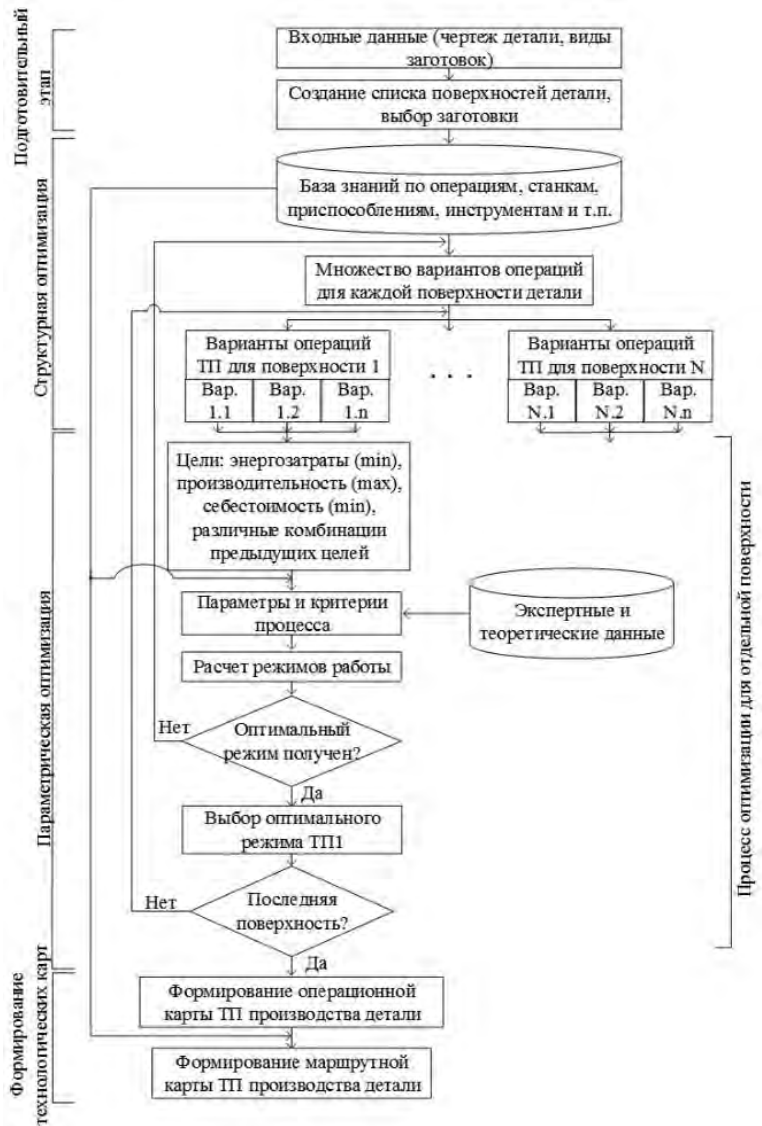 Подготовительный
этап
Входные данные (чертеж детали, виды
заготовок)
Создание списка поверхностей детали,
выбор заготовки
Структурная оптимизация
База знаний по операциям, станкам,
приспособлениям, инструментам и т.п.
Множество вариантов операций
для каждой поверхности детали
Варианты операций
ТП для поверхности 1
Вар.
1.1
Вар.
1.2
Вар.
1.n
. . .
Варианты операций
ТП для поверхности N
Вар.
N.1
Вар.
N.2
Вар.
N.n
Параметрическая оптимизация
Цели: энергозатраты (min),
производительность (max),
себестоимость (min),
различные комбинации
предыдущих целей
Параметры и критерии
процесса
Экспертные и
теоретические данные
Расчет режимов работы
Нет
Оптимальный
режим получен?
Да
Выбор оптимального
режима ТП1
Нет
Последняя
поверхность?
Да
Процесс оптимизации для отдельной поверхности
Формирование
технологических карт
Формирование операционной
карты ТП производства детали
Формирование маршрутной
карты ТП производства детали